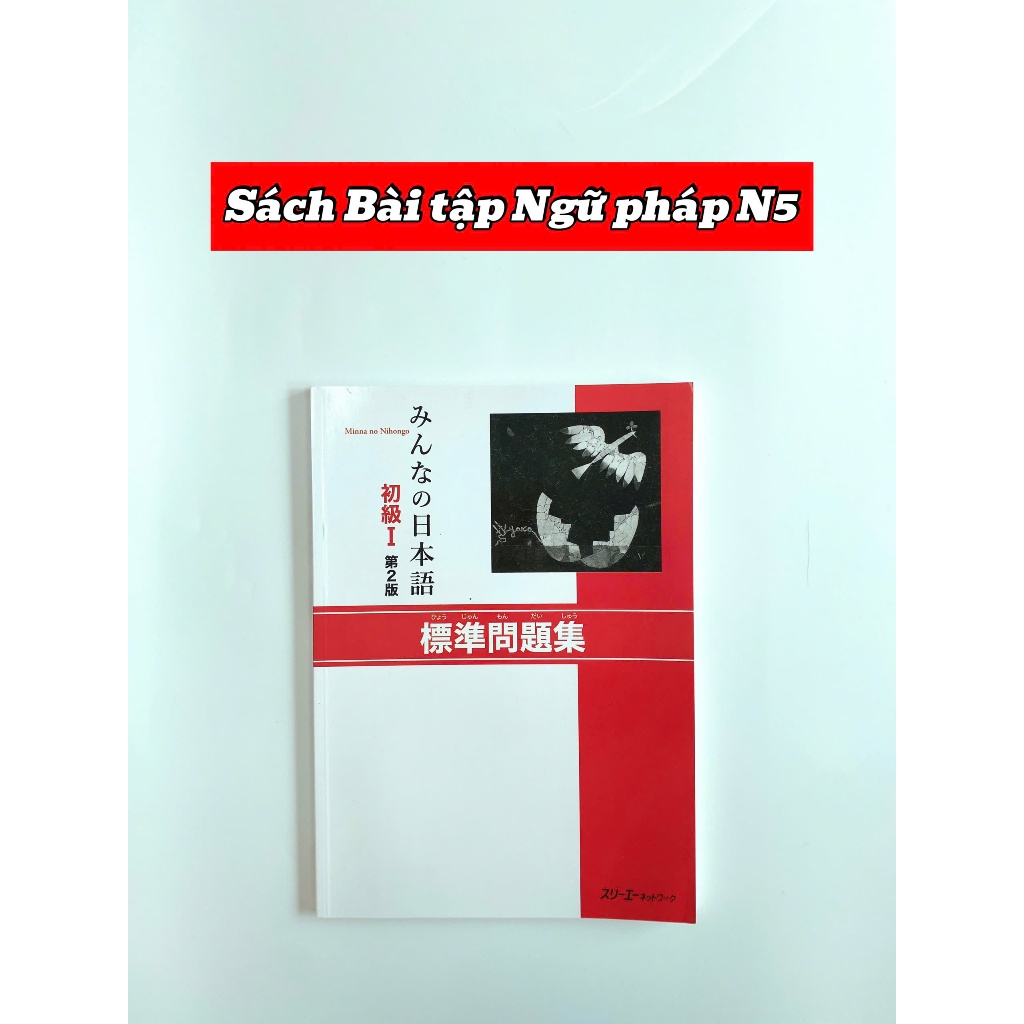 Sách Bài tập Ngữ pháp N5
Minna no Nihongo
みんなの日本語
初級I
第2版
ひょう じゅん もん だい しゅう
標準問題集
スリーエーネットワーク